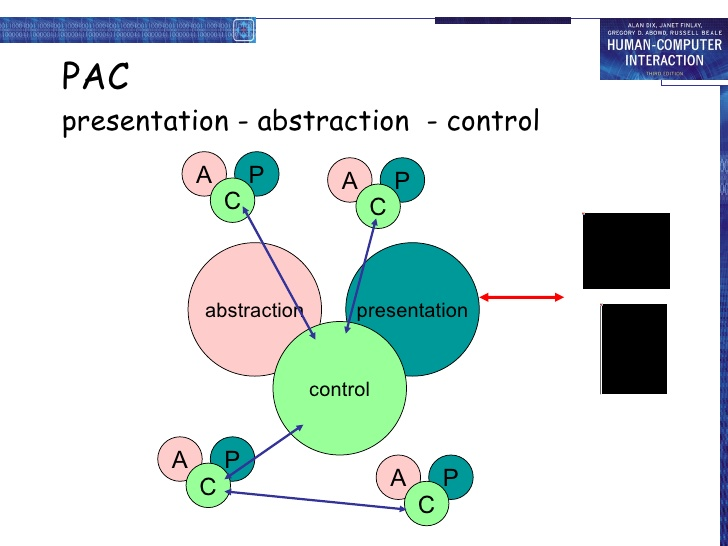 ALAN DIX, JANET FINLAY,
GREGORY D. ABOWD, RUSSELL BEALE
HUMAN-COMPUTER
INTERACTION
THIRD EDITION
PAC
presentation - abstraction - control
A P
C
A P
C
abstraction
presentation
control
A P
C
A P
C